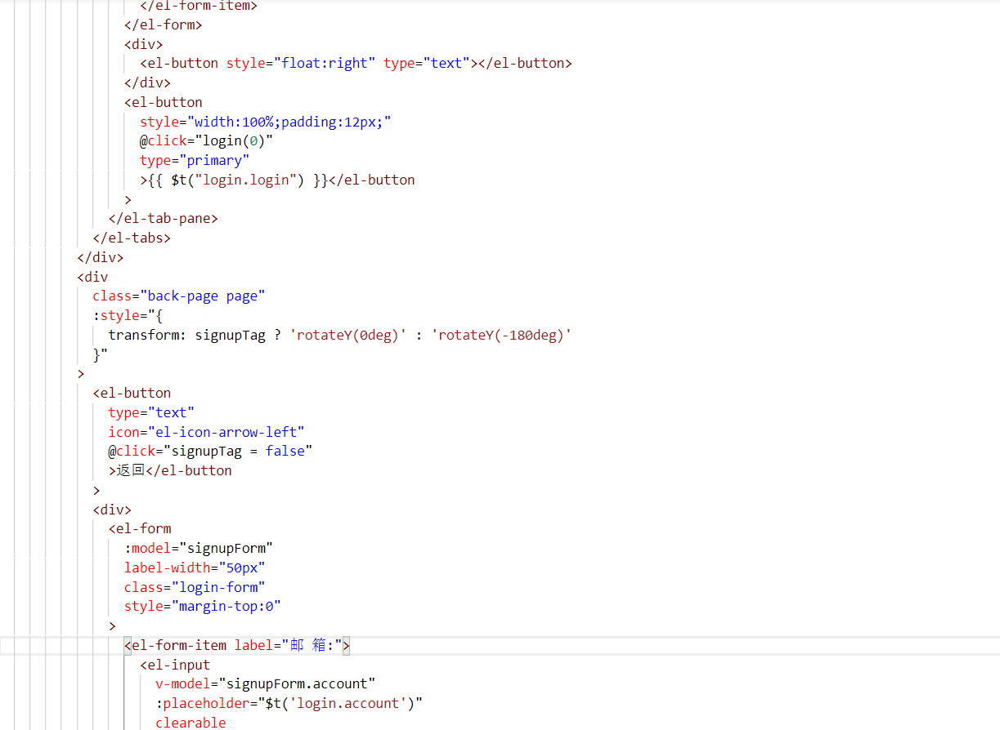 </el-form-item>
</el-form>
<div>
<el-button style="float:right" type="text"></el-button>
</div>
<el-button
style="width:100%;padding:12px;"
@click="login(0)"
type="primary"
>{{ $t("login.login") }}</el-button
>
</el-tab-pane>
</el-tabs>
</div>
<div
class="back-page page"
:style="{
transform: signupTag ? 'rotateY(0deg)' : 'rotateY(-180deg)'
}"
>
<el-button
type="text"
icon="el-icon-arrow-left"
@click="signupTag = false"
>返回</el-button
>
<div>
<el-form
:model="signupForm"
label-width="50px"
class="login-form"
style="margin-top:0"
>
<el-form-item label="邮 箱:">
<el-input
v-model="signupForm.account"
:placeholder="$t('login.account')"
clearable